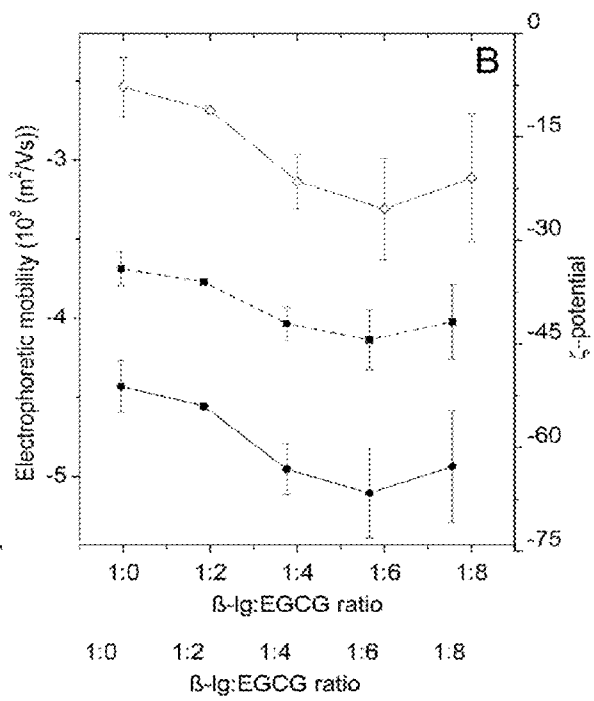 B
0
-15
-30
-45
-60
-75
ζ-potential
-3
-4
-5
Electrophoretic mobility (10⁸ (m²/Vs))
1:0 1:2 1:4 1:6 1:8
ß-lg:EGCG ratio
1:0 1:2 1:4 1:6 1:8
ß-lg:EGCG ratio